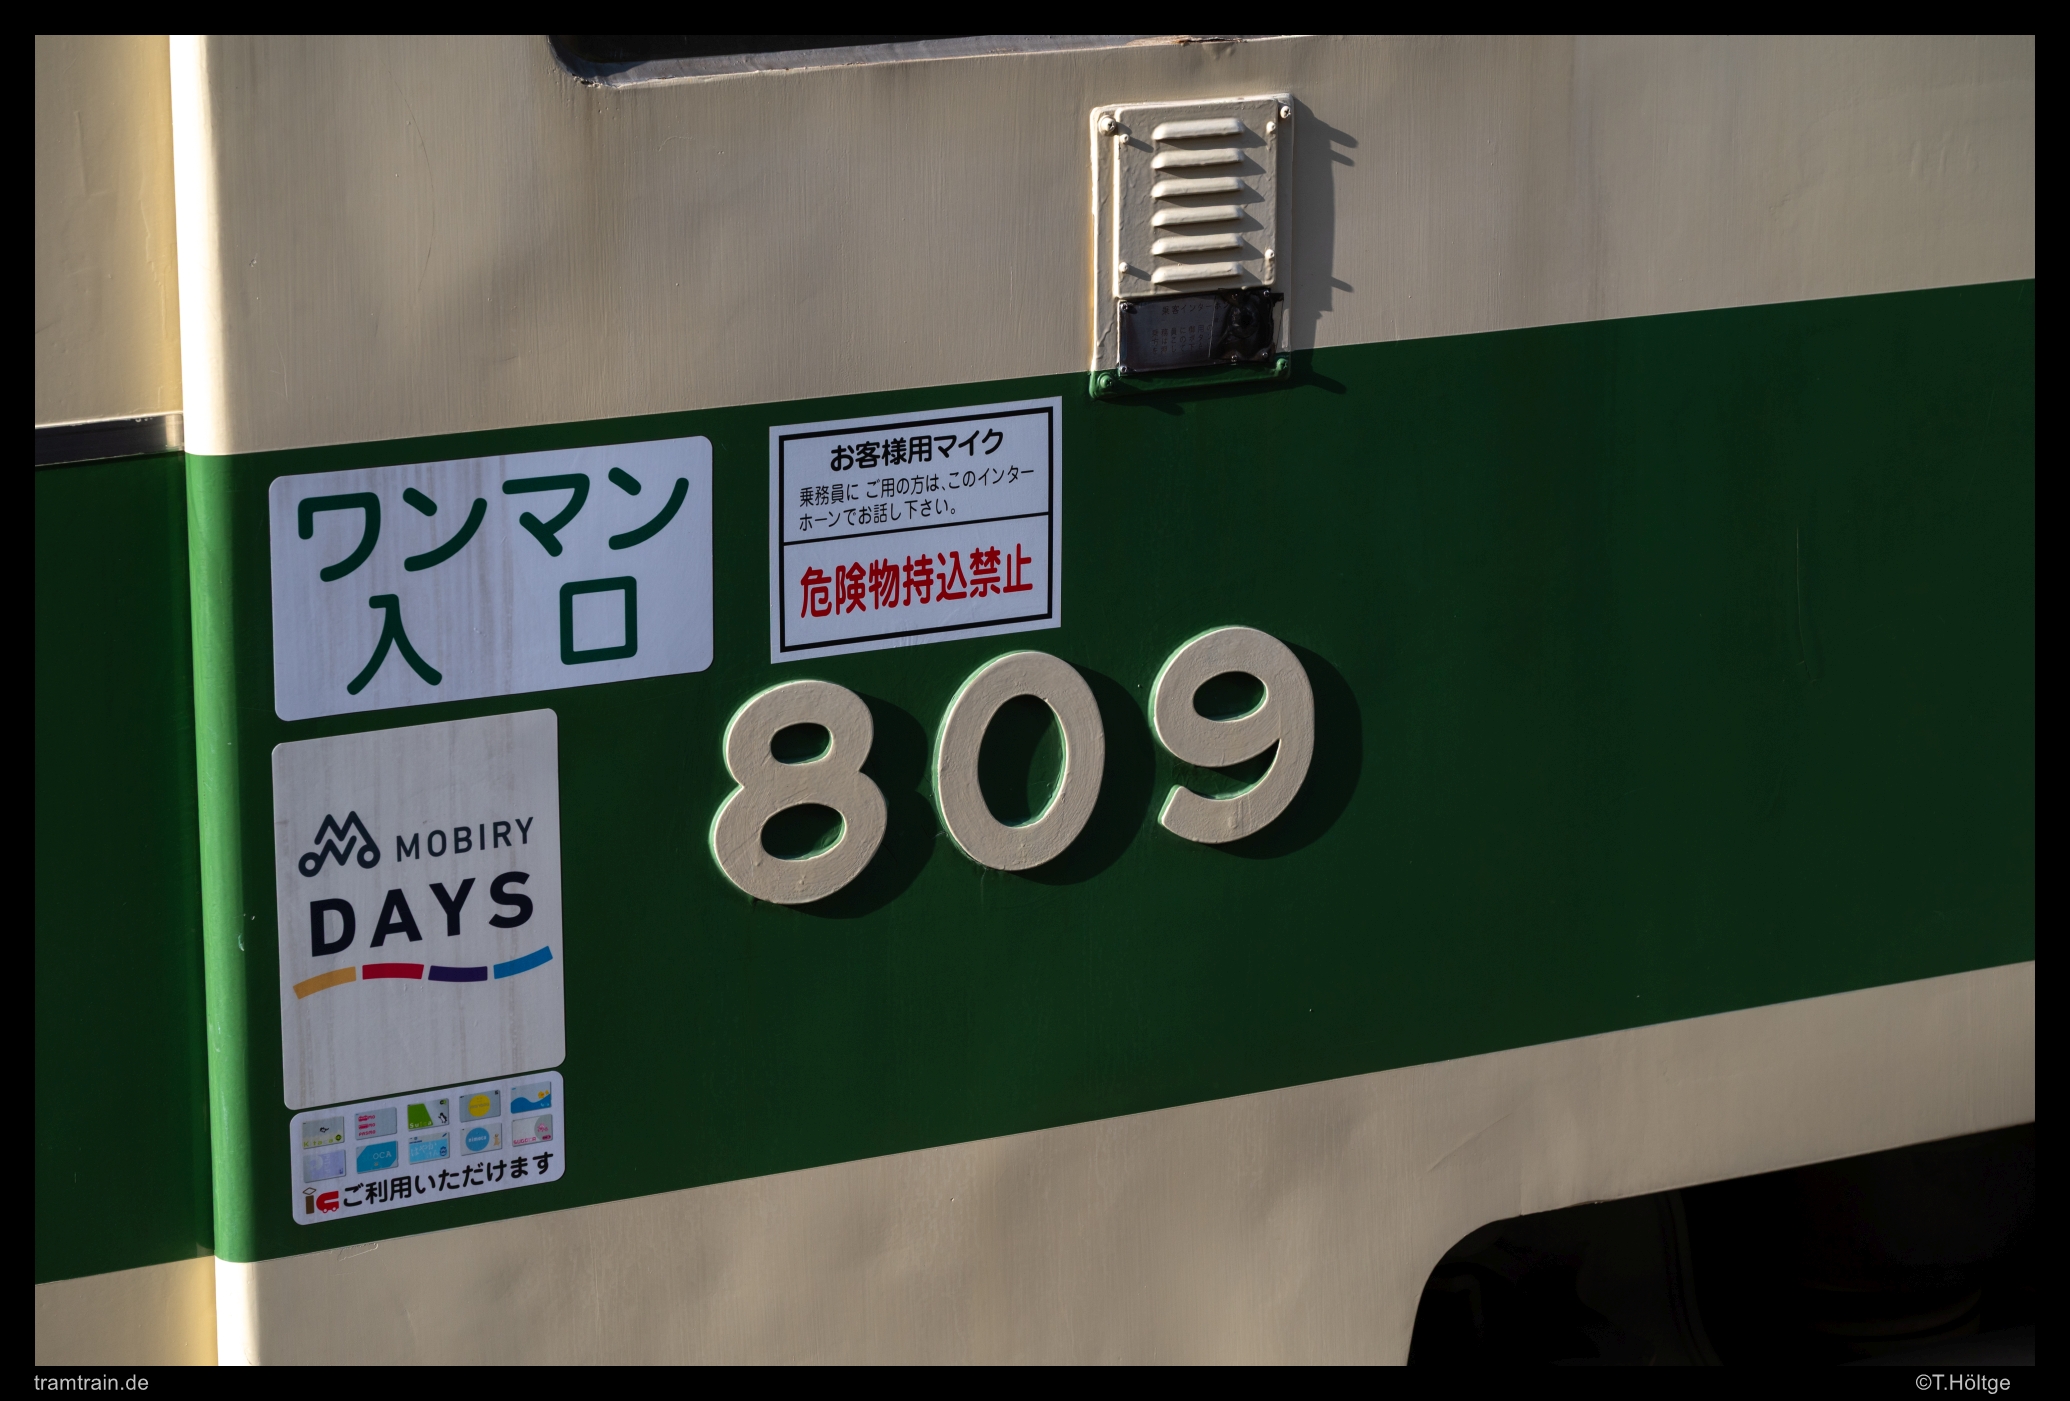 ワンマン
入口
お客様用マイク
乗務員に ご用の方は、このインター
ホーンでお話し下さい。
危険物持込禁止
809
MOBIRY
DAYS
icご利用いただけます
tramtrain.de
©T.Höltge